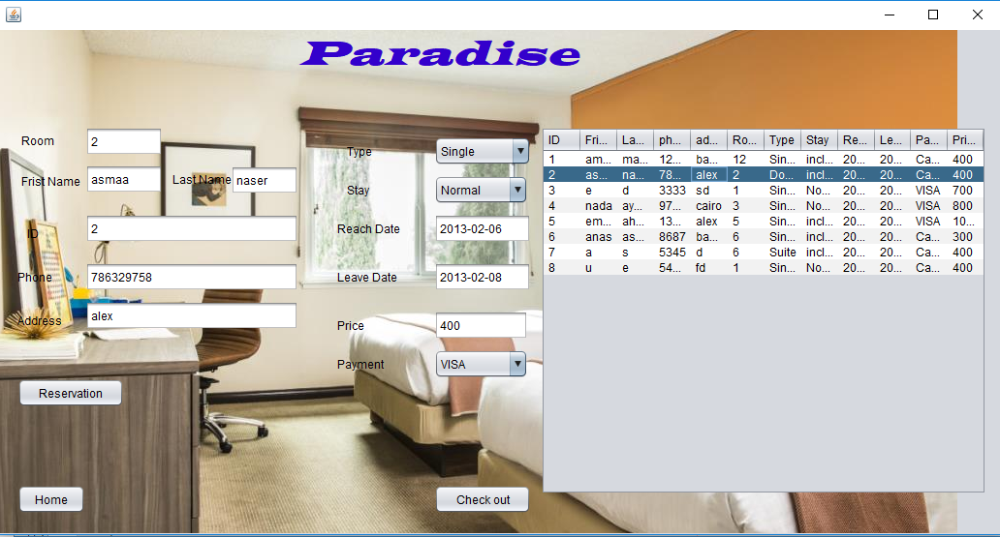 Paradise
Room 2
Frist Name asmaa Last Name naser
ID 2
Phone 786329758
Address alex
Reservation
Home
Type Single
Stay Normal
Reach Date 2013-02-06
Leave Date 2013-02-08
Price 400
Payment VISA
Check out
ID Fri... La... ph... ad... Ro... Type Stay Re... Le... Pa... Pri...
1 am... ma... 12... ba... 12 Sin... incl... 20... 20... Ca... 400
2 as... na... 78... alex 2 Do... incl... 20... 20... Ca... 400
3 e d 3333 sd 1 Sin... No... 20... 20... VISA 700
4 nada ay... 97... cairo 3 Sin... No... 20... 20... VISA 800
5 em... ah... 13... alex 5 Sin... incl... 20... 20... VISA 10...
6 anas as... 8687 ba... 6 Sin... incl... 20... 20... Ca... 300
7 a s 5345 d 6 Suite incl... 20... 20... Ca... 400
8 u e 54... fd 1 Sin... No... 20... 20... Ca... 400